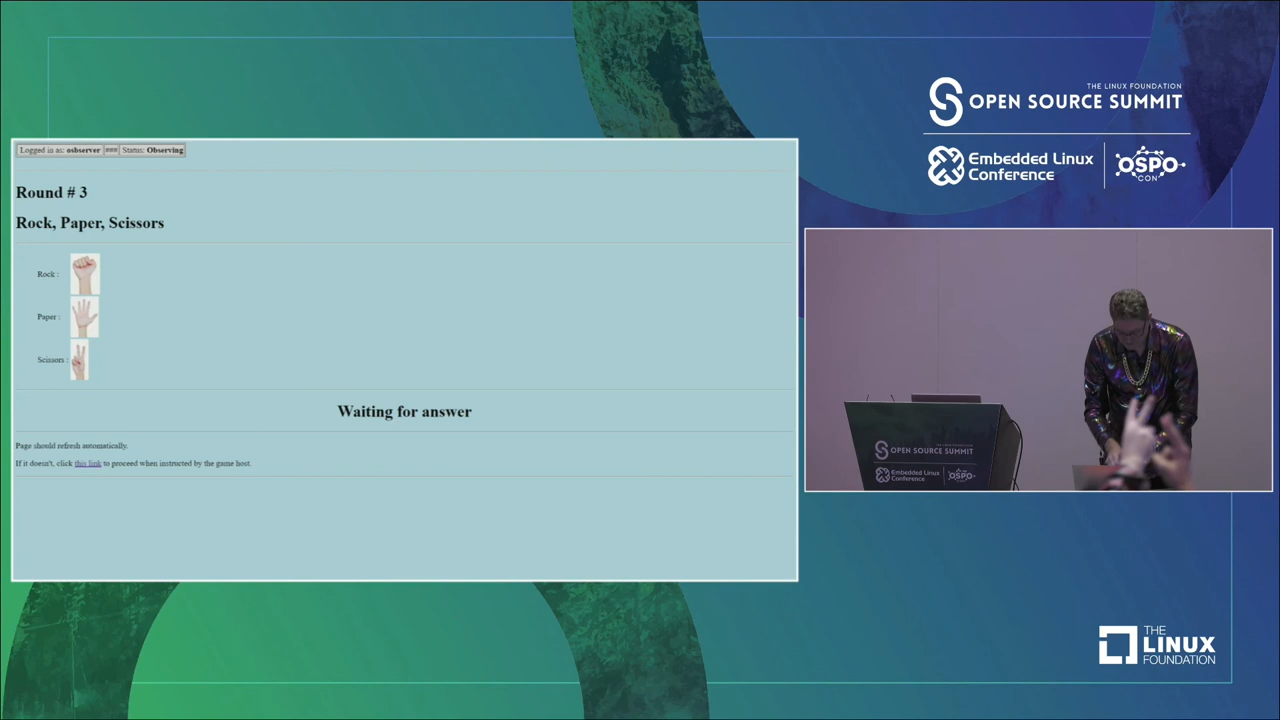 THE LINUX FOUNDATION
OPEN SOURCE SUMMIT
Embedded Linux
Conference
OSPO
CON
Logged in as: osbserver ### Status: Observing
Round # 3
Rock, Paper, Scissors
Rock :
Paper :
Scissors :
Waiting for answer
Page should refresh automatically.
If it doesn't, click this link to proceed when instructed by the game host.
OPEN SOURCE SUMMIT
Embedded Linux
Conference
OSPO
CON
THE
LINUX
FOUNDATION